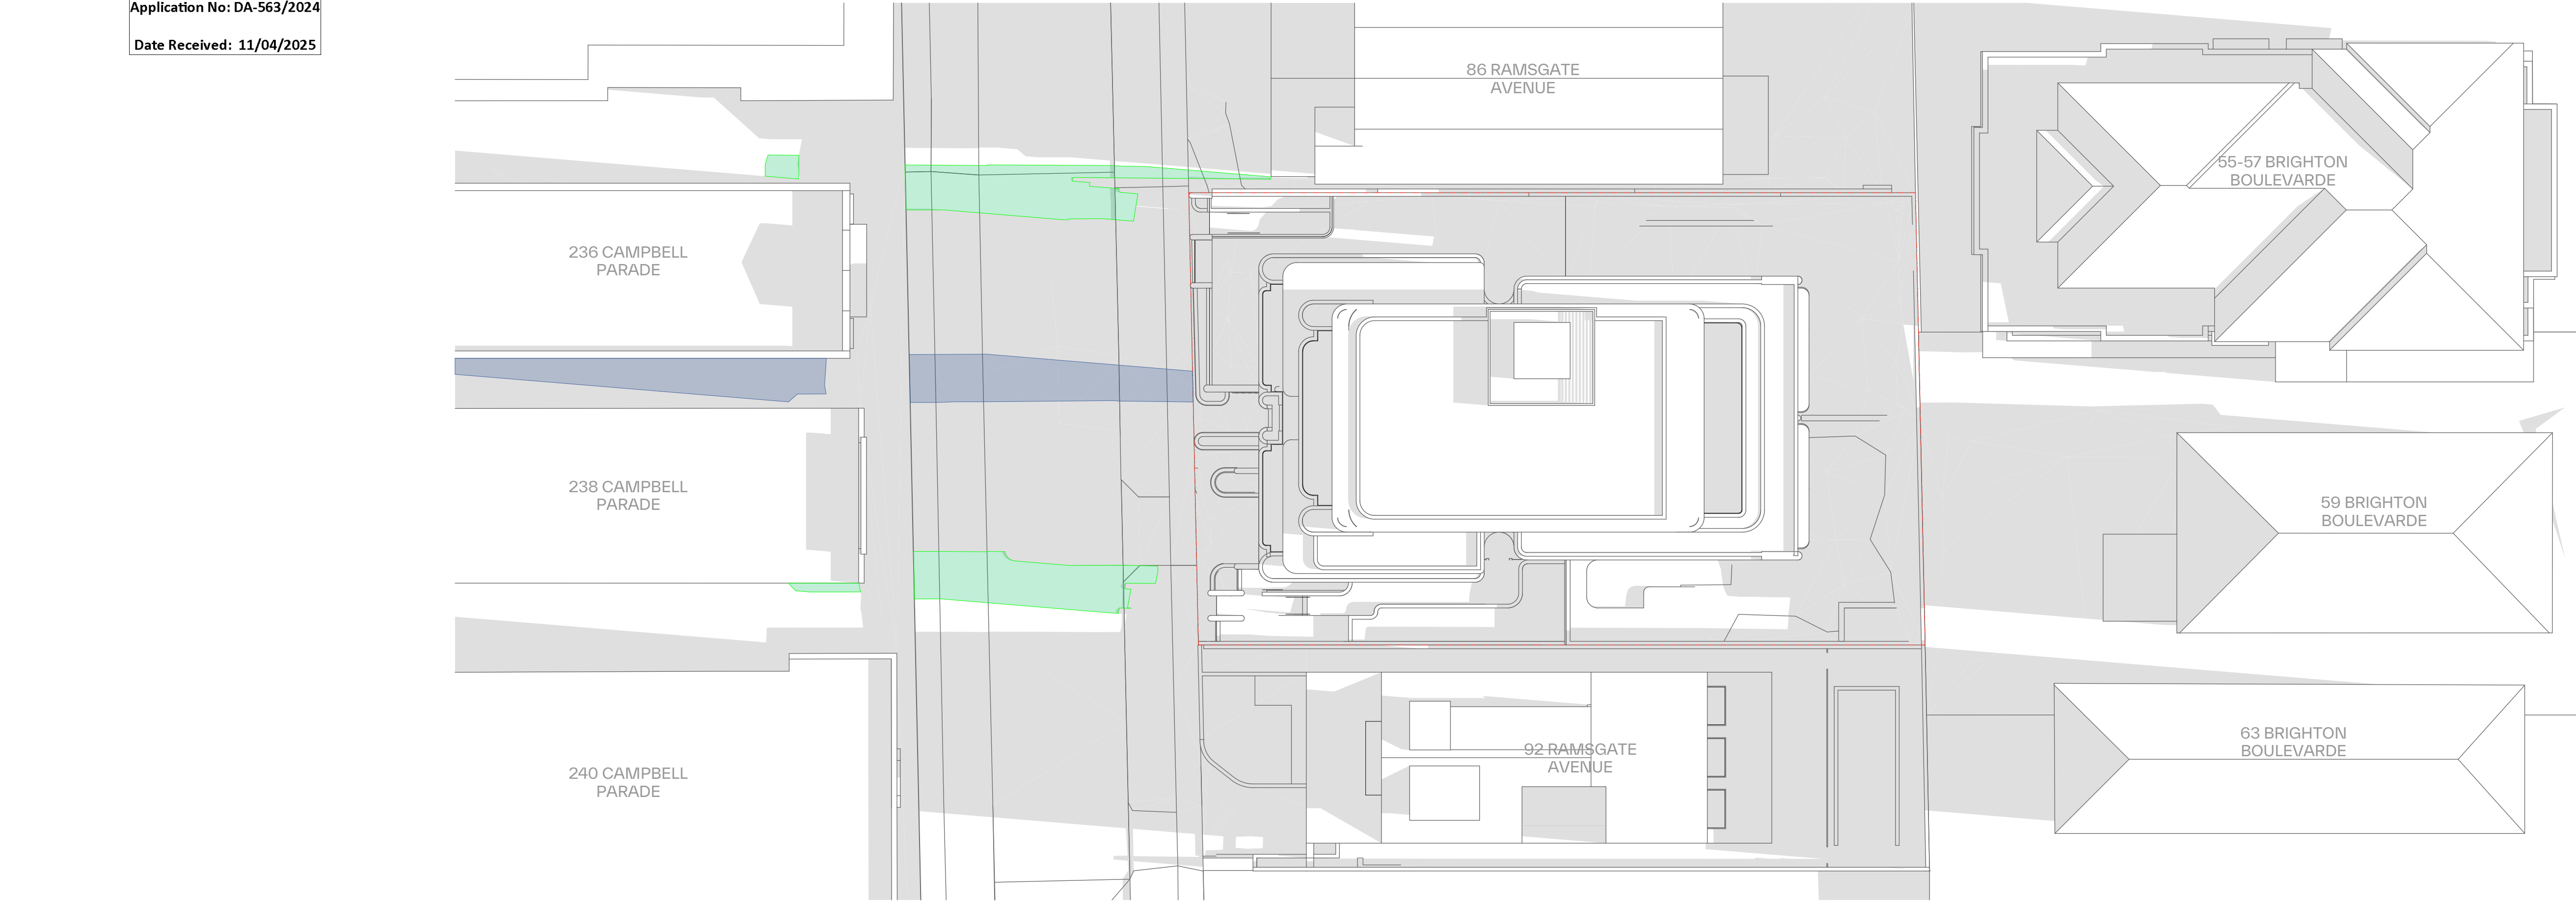 Application No: DA-563/2024
Date Received: 11/04/2025
86 RAMSGATE
AVENUE
55-57 BRIGHTON
BOULEVARDE
236 CAMPBELL
PARADE
238 CAMPBELL
PARADE
59 BRIGHTON
BOULEVARDE
92 RAMSGATE
AVENUE
63 BRIGHTON
BOULEVARDE
240 CAMPBELL
PARADE